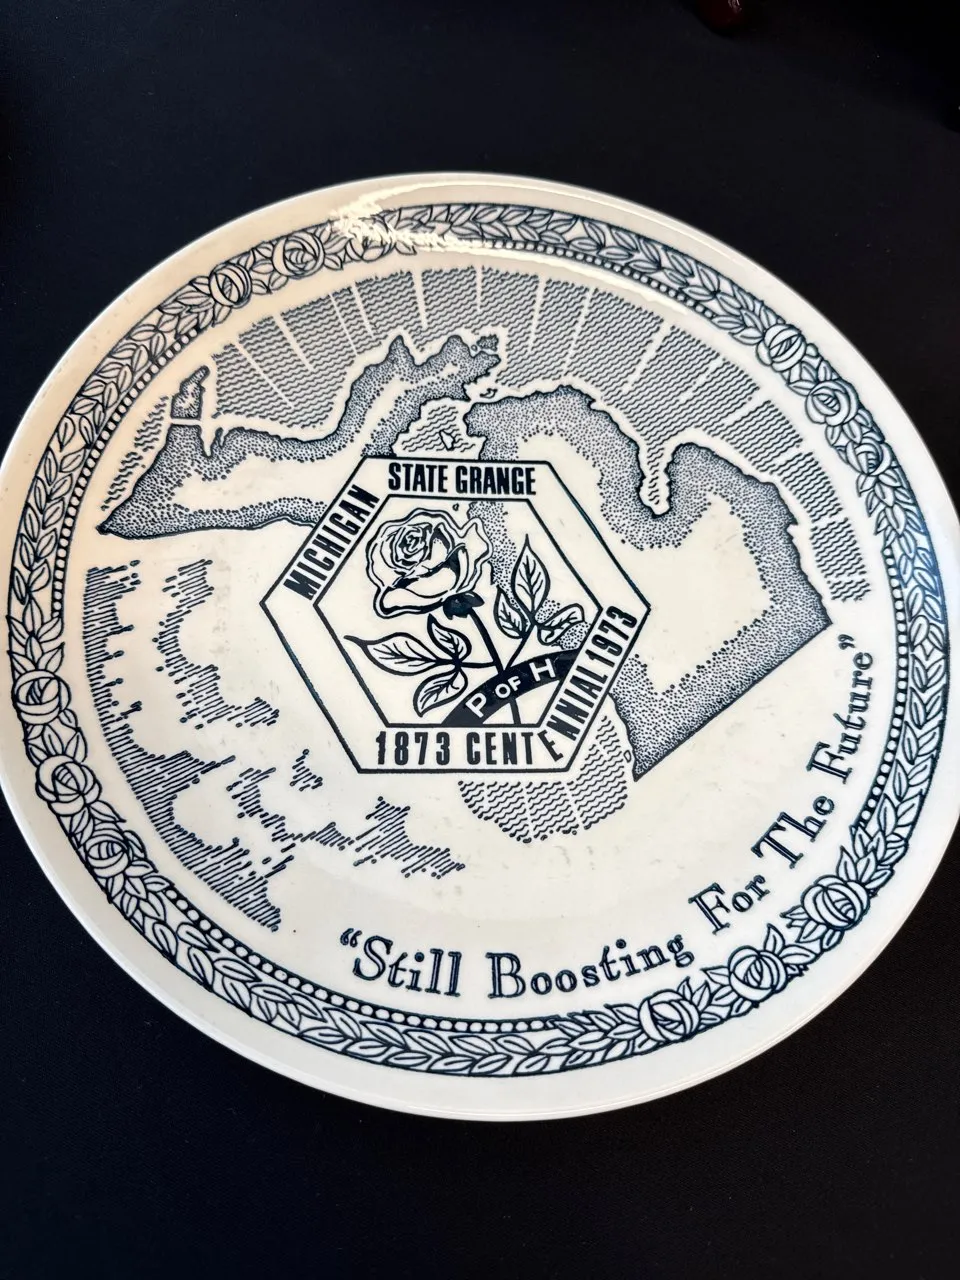 MICHIGAN
STATE GRANGE
P OF H
1873 CENTENNIAL 1973
"Still Boosting For The Future"